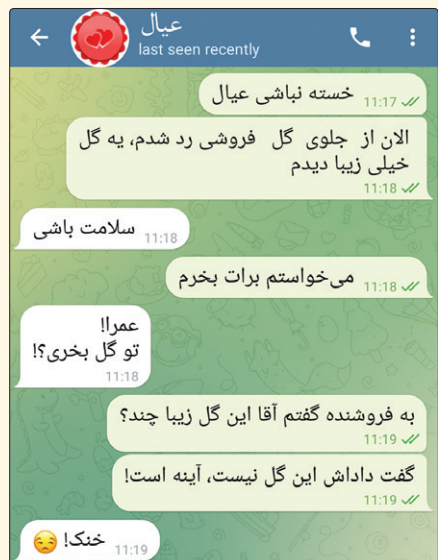 عیال
last seen recently
خسته نباشی عیال
11:17
الان از جلوی گل فروشی رد شدم، یه گل
خیلی زیبا دیدم
11:18
سلامت باشی
11:18
می‌خواستم برات بخرم
11:18
عمرا!
تو گل بخری؟!
11:18
به فروشنده گفتم آقا این گل زیبا چند؟
11:19
گفت داداش این گل نیست، آینه است!
11:19
خنک!
11:19